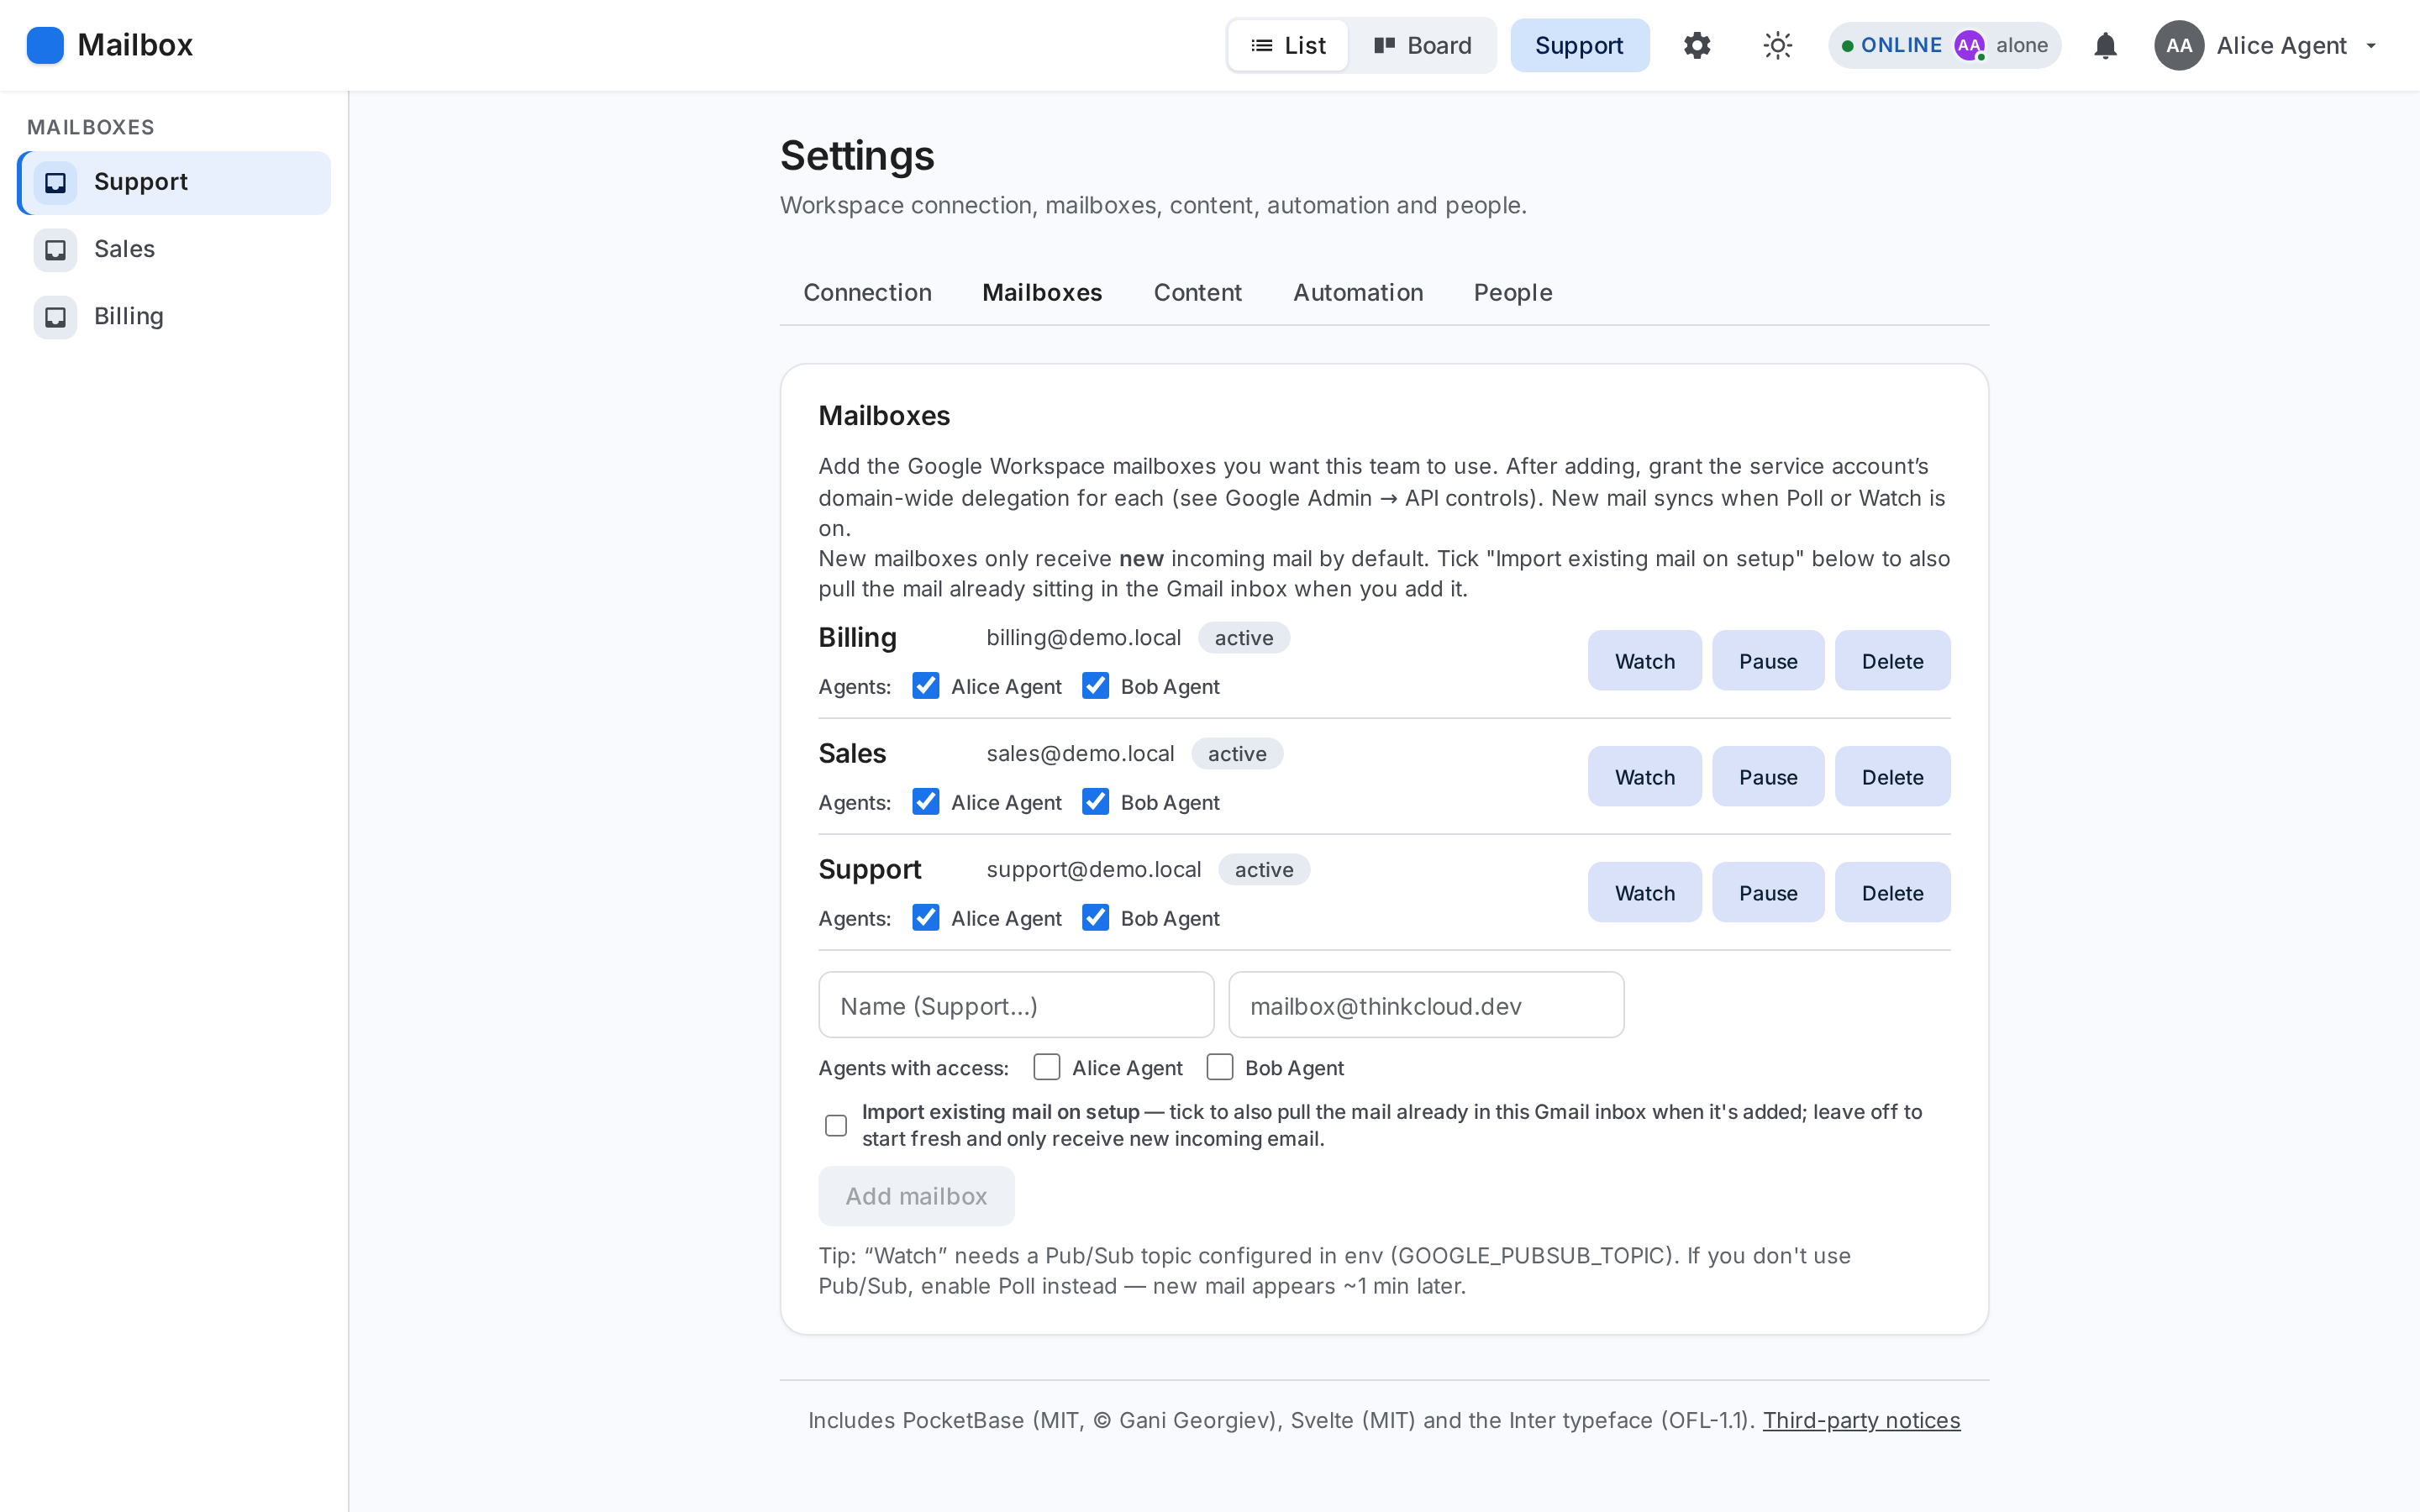 Mailbox
List
Board
Support
ONLINE
AA
alone
AA
Alice Agent
MAILBOXES
Support
Sales
Billing
Settings
Workspace connection, mailboxes, content, automation and people.
Connection
Mailboxes
Content
Automation
People
Mailboxes
Add the Google Workspace mailboxes you want this team to use. After adding, grant the service account’s
domain-wide delegation for each (see Google Admin → API controls). New mail syncs when Poll or Watch is
on.
New mailboxes only receive new incoming mail by default. Tick "Import existing mail on setup" below to also
pull the mail already sitting in the Gmail inbox when you add it.
Billing billing@demo.local active
Watch Pause Delete
Agents: Alice Agent Bob Agent
Sales sales@demo.local active
Watch Pause Delete
Agents: Alice Agent Bob Agent
Support support@demo.local active
Watch Pause Delete
Agents: Alice Agent Bob Agent
Name (Support…) mailbox@thinkcloud.dev
Agents with access: Alice Agent Bob Agent
Import existing mail on setup — tick to also pull the mail already in this Gmail inbox when it's added; leave off to
start fresh and only receive new incoming email.
Add mailbox
Tip: “Watch” needs a Pub/Sub topic configured in env (GOOGLE_PUBSUB_TOPIC). If you don't use
Pub/Sub, enable Poll instead — new mail appears ~1 min later.
Includes PocketBase (MIT, © Gani Georgiev), Svelte (MIT) and the Inter typeface (OFL-1.1). Third-party notices